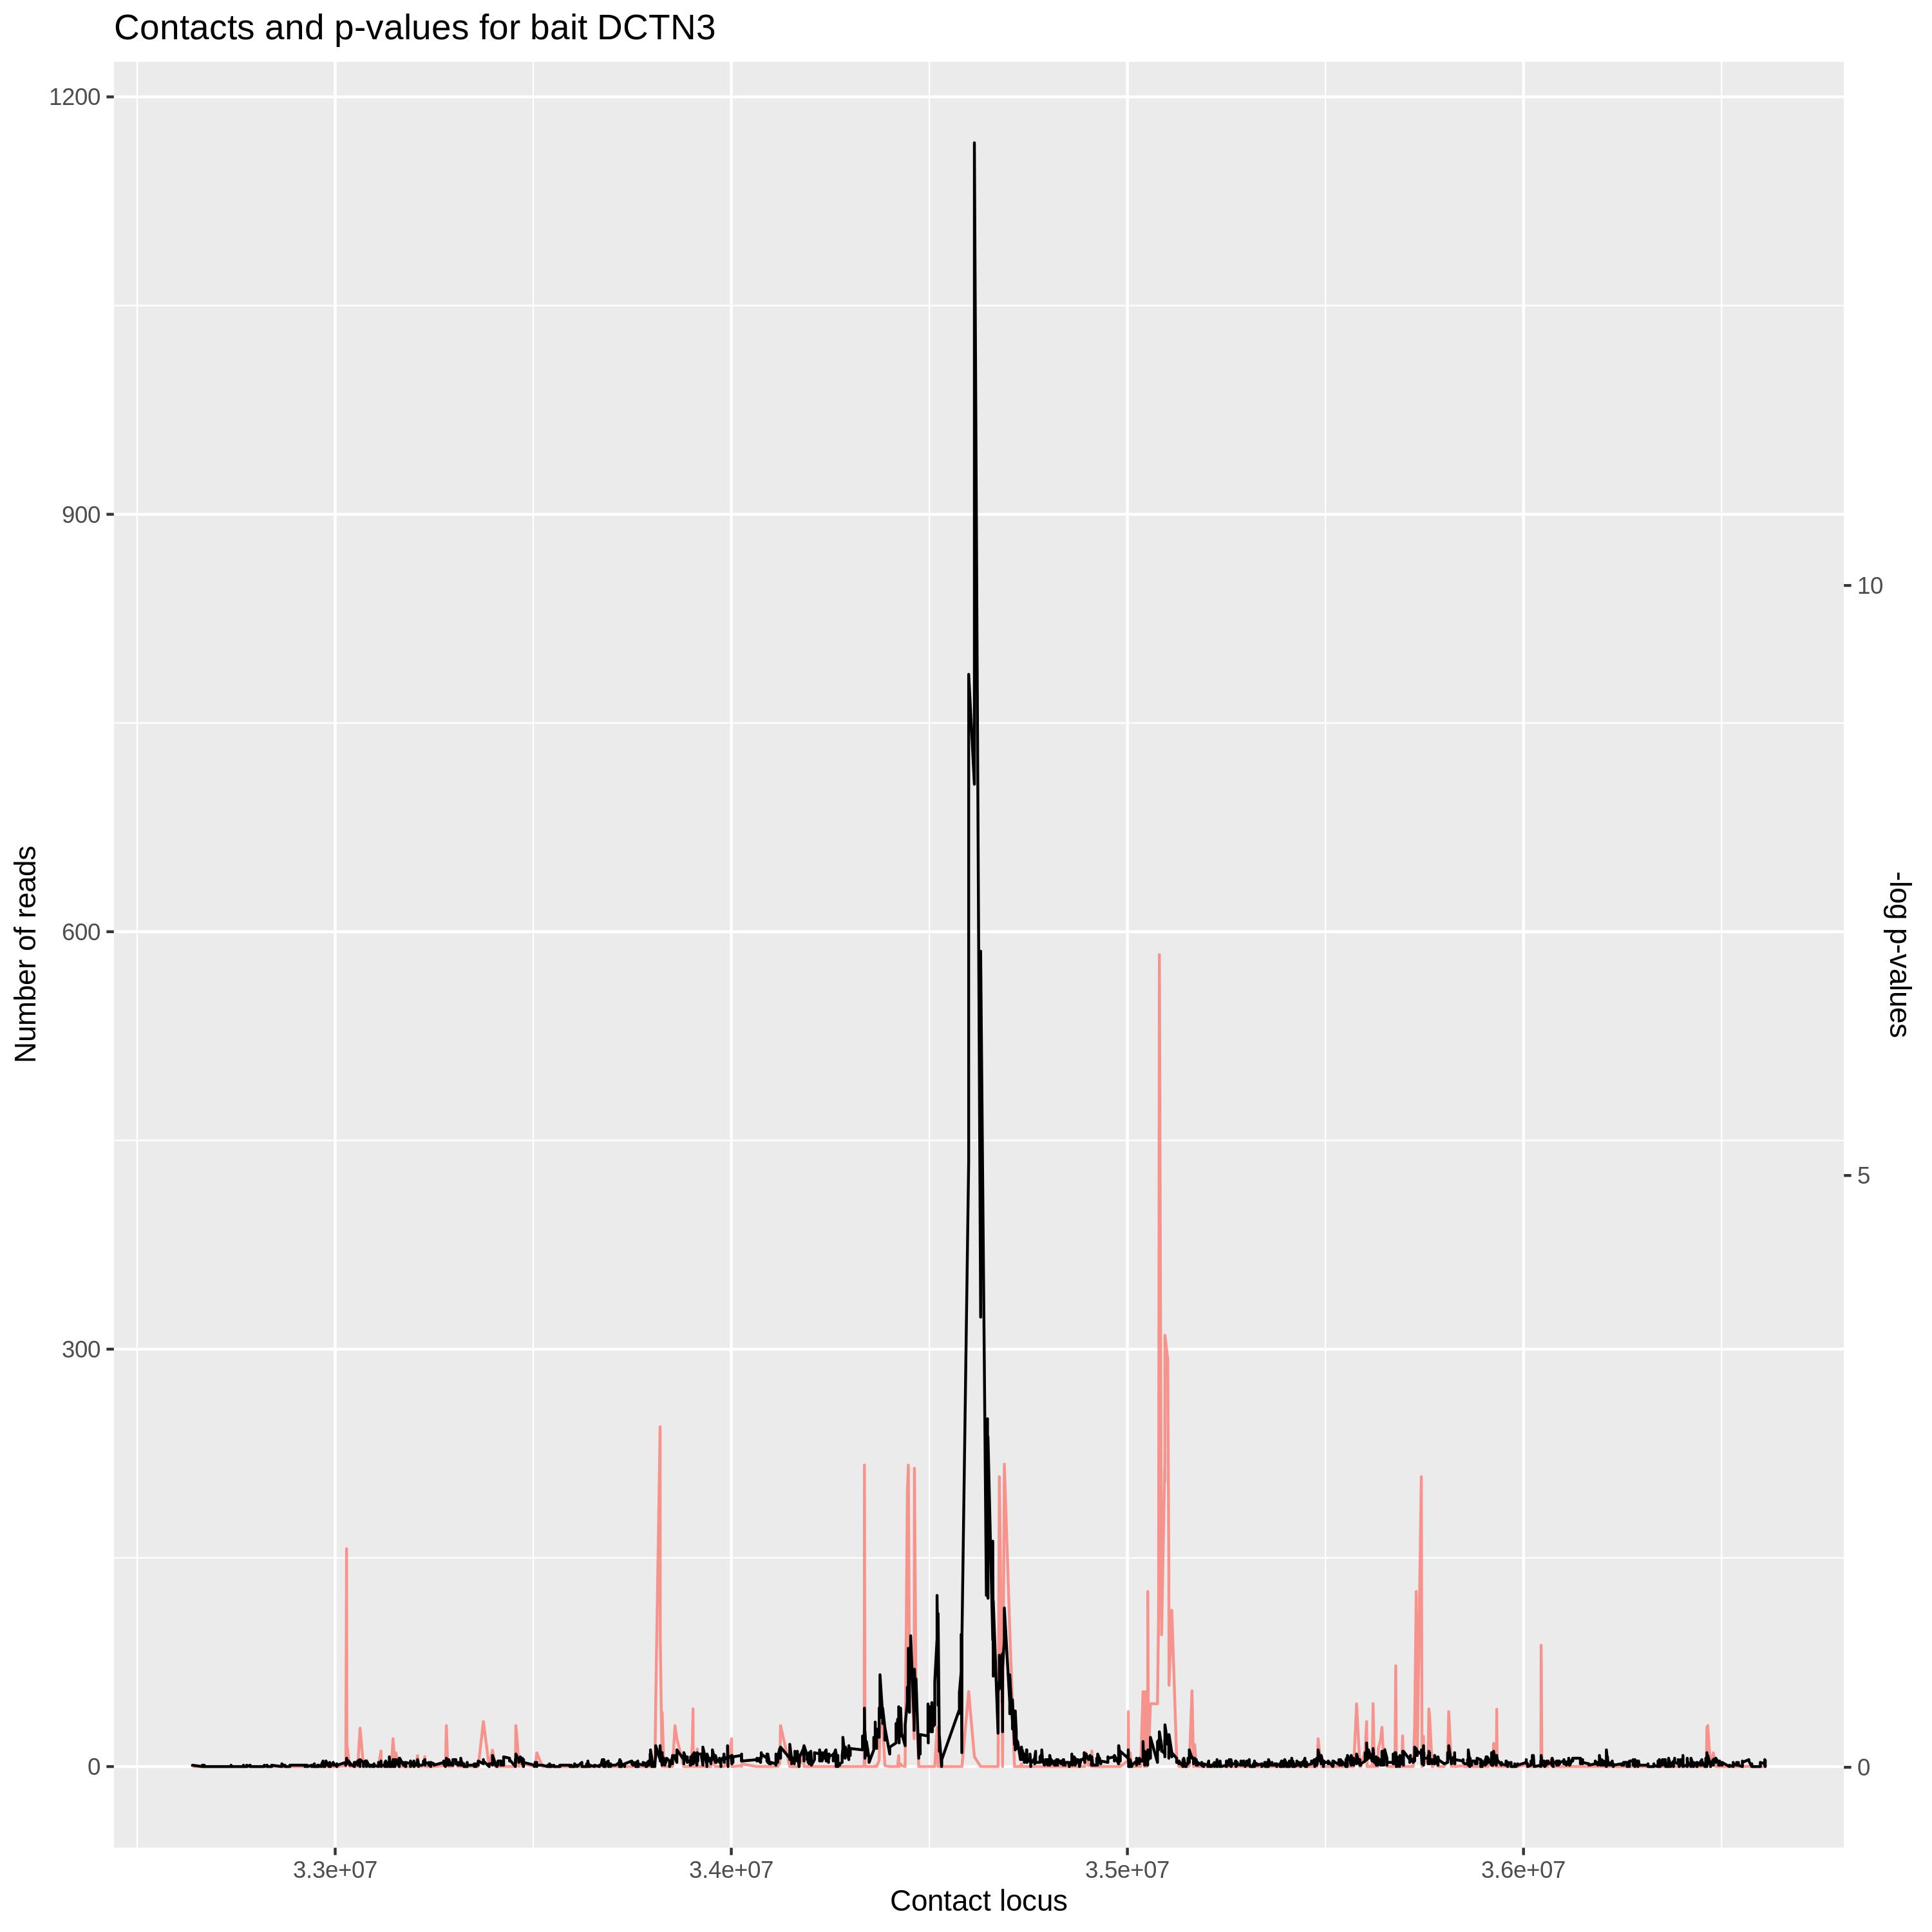 Contacts and p-values for bait DCTN3
1200
900
600
300
0
Number of reads
10
5
0
-log p-values
3.3e+07
3.4e+07
3.5e+07
3.6e+07
Contact locus